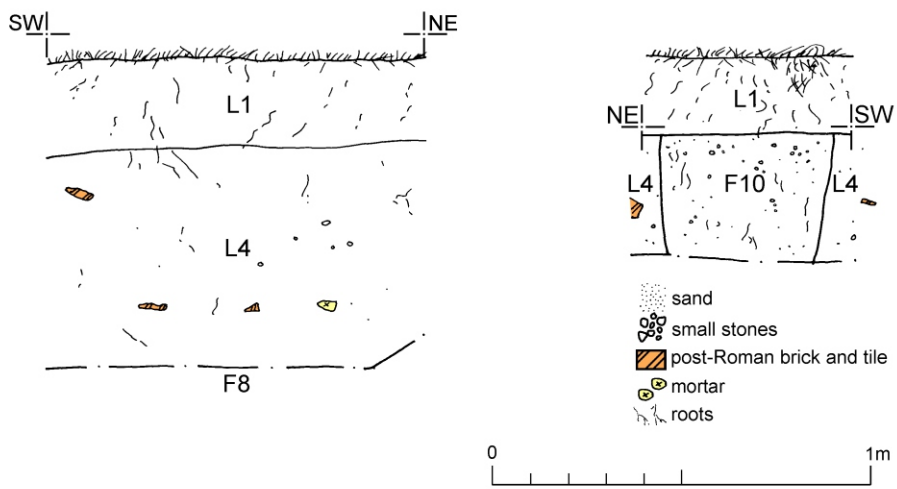 SW NE
L1
L4
F8
L1
NE SW
L4 F10 L4
sand
small stones
post-Roman brick and tile
mortar
roots
0 1m